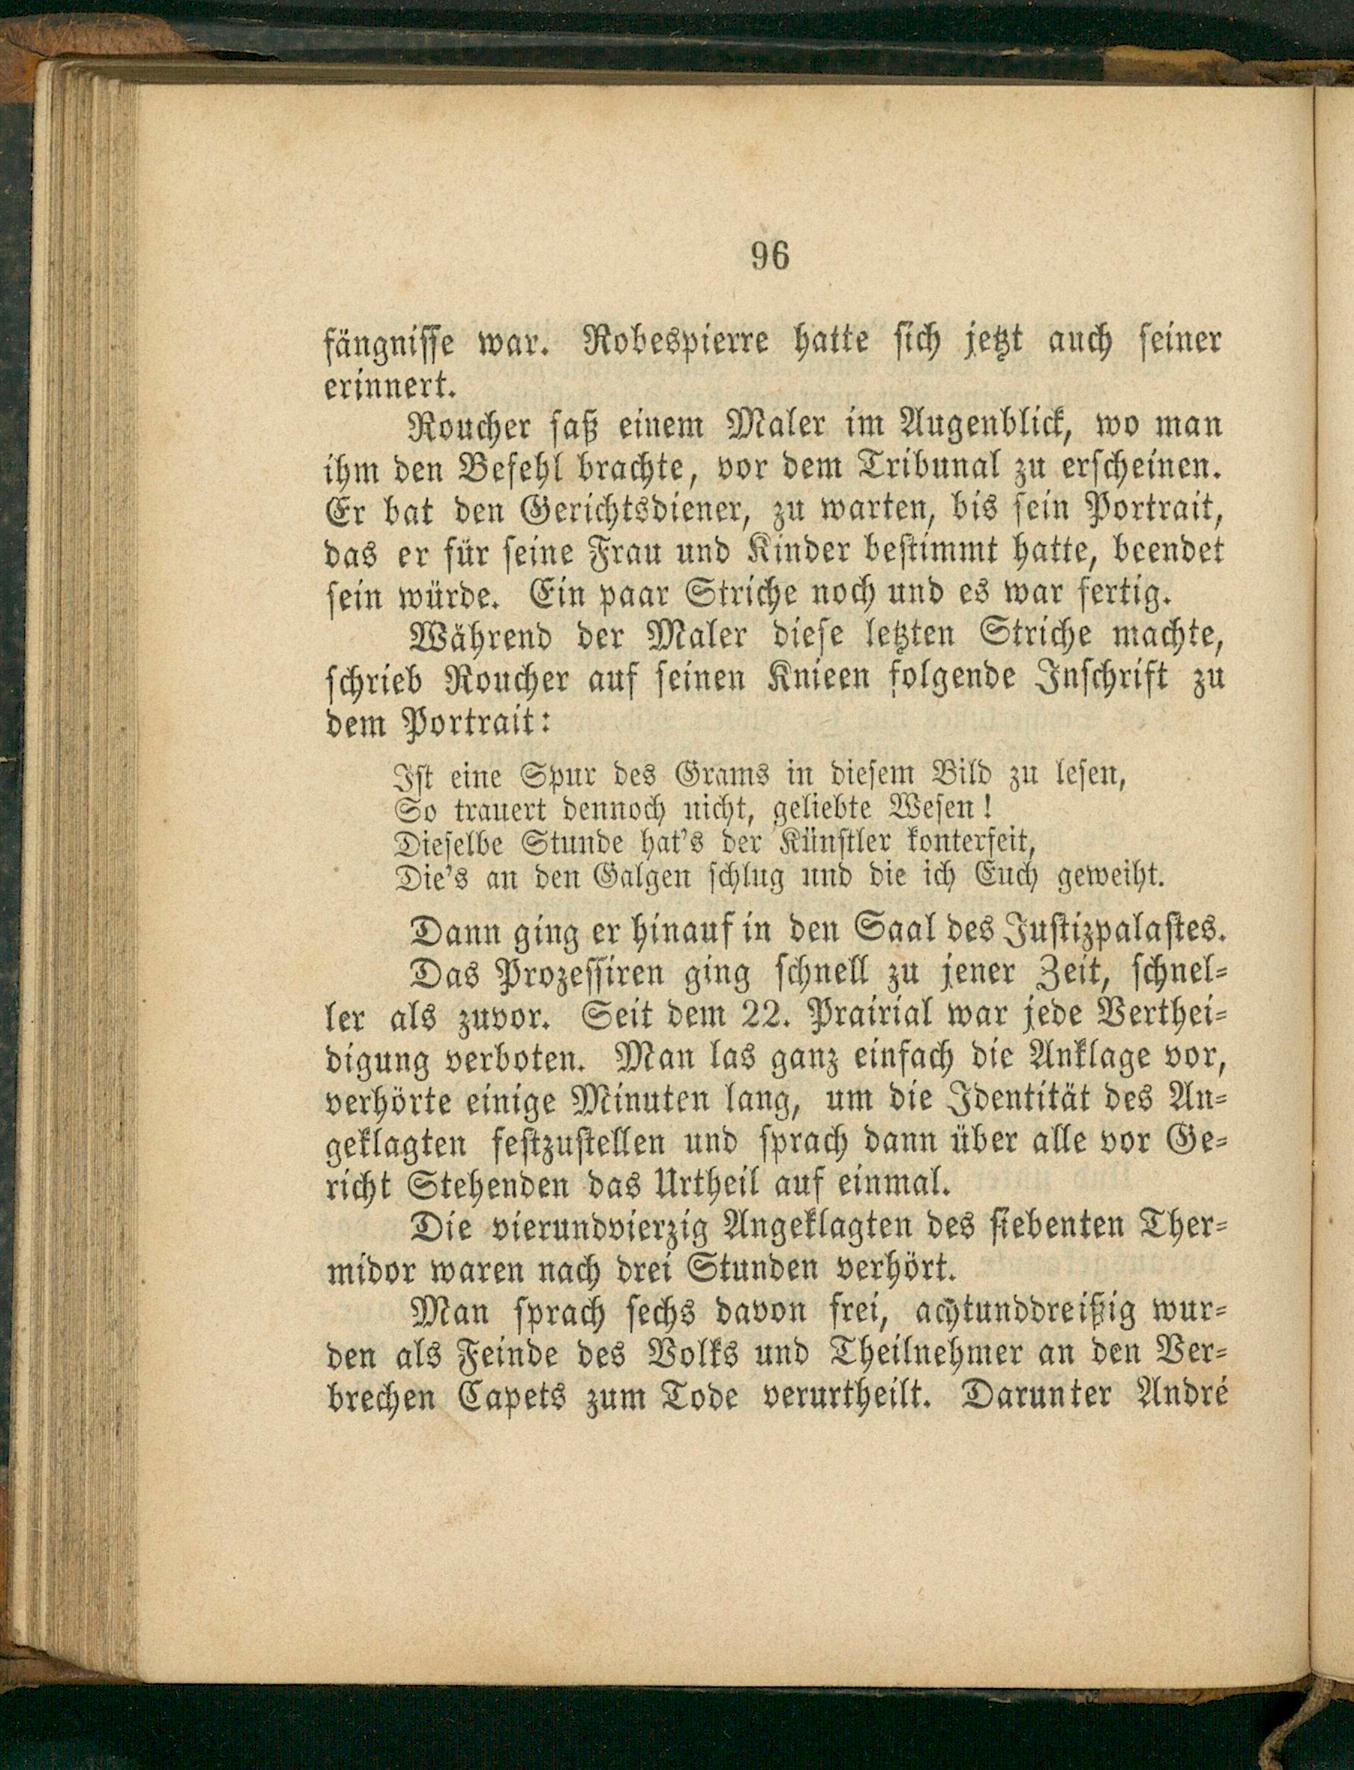 96
fängnisse war. Robespierre hatte sich jetzt auch seiner
erinnert.
Roucher saß einem Maler im Augenblick, wo man
ihm den Befehl brachte, vor dem Tribunal zu erscheinen.
Er bat den Gerichtsdiener, zu warten, bis sein Portrait,
das er für seine Frau und Kinder bestimmt hatte, beendet
sein würde. Ein paar Striche noch und es war fertig.
Während der Maler diese letzten Striche machte,
schrieb Roucher auf seinen Knieen folgende Inschrift zu
dem Portrait:
Ist eine Spur des Grams in diesem Bild zu lesen,
So trauert dennoch nicht, geliebte Wesen!
Dieselbe Stunde hat's der Künstler konterfeit,
Die's an den Galgen schlug und die ich Euch geweiht.
Dann ging er hinauf in den Saal des Justizpalastes.
Das Prozessiren ging schnell zu jener Zeit, schnel-
ler als zuvor. Seit dem 22. Prairial war jede Verthei-
digung verboten. Man las ganz einfach die Anklage vor,
verhörte einige Minuten lang, um die Identität des An-
geklagten festzustellen und sprach dann über alle vor Ge-
richt Stehenden das Urtheil auf einmal.
Die vierundvierzig Angeklagten des siebenten Ther-
midor waren nach drei Stunden verhört.
Man sprach sechs davon frei, achtunddreißig wur-
den als Feinde des Volks und Theilnehmer an den Ver-
brechen Capets zum Tode verurtheilt. Darunter André